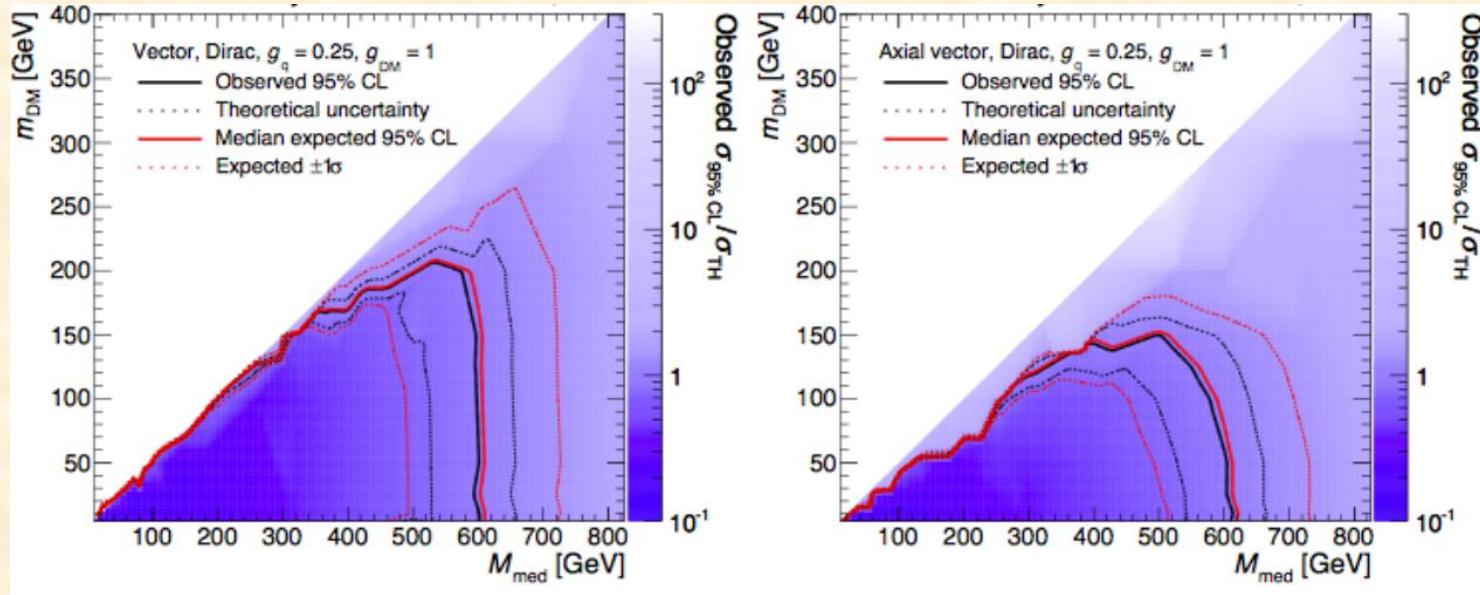 400
350
300
250
200
150
100
50
m_DM [GeV]
Vector, Dirac, g_q = 0.25, g_DM = 1
Observed 95% CL
Theoretical uncertainty
Median expected 95% CL
Expected ±1σ
100 200 300 400 500 600 700 800
M_med [GeV]
10²
10
1
10⁻¹
Observed σ_95% CL/σ_TH
400
350
300
250
200
150
100
50
m_DM [GeV]
Axial vector, Dirac, g_q = 0.25, g_DM = 1
Observed 95% CL
Theoretical uncertainty
Median expected 95% CL
Expected ±1σ
100 200 300 400 500 600 700 800
M_med [GeV]
10²
10
1
10⁻¹
Observed σ_95% CL/σ_TH